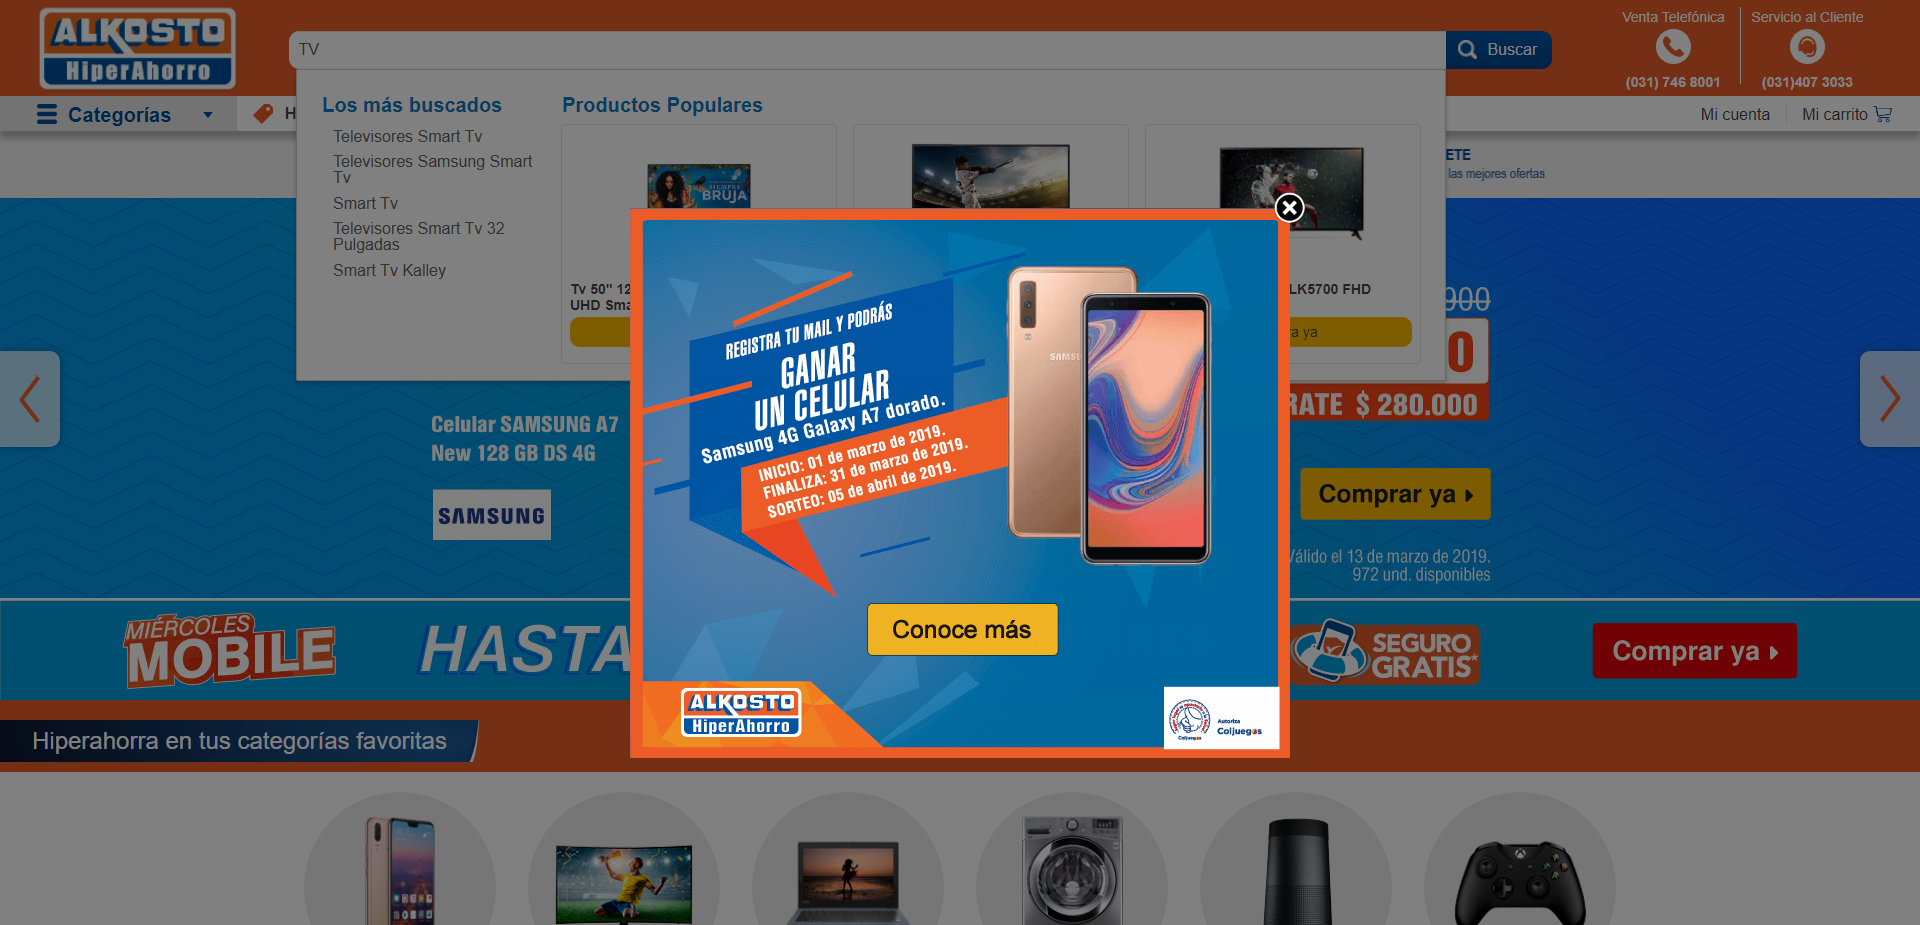 ALKOSTO
HiperAhorro
TV
Buscar
Venta Telefónica
(031) 746 8001
Servicio al Cliente
(031)407 3033
Categorías
H
Mi cuenta
Mi carrito
Los más buscados
Televisores Smart Tv
Televisores Samsung Smart
Tv
Smart Tv
Televisores Smart Tv 32
Pulgadas
Smart Tv Kalley
Productos Populares
SIEMPRE
BRUJA
Tv 50" 12
UHD Sma
LK5700 FHD
ra ya
ETE
las mejores ofertas
Celular SAMSUNG A7
New 128 GB DS 4G
SAMSUNG
900
0
RATE $ 280.000
Comprar ya
Válido el 13 de marzo de 2019.
972 und. disponibles
REGISTRA TU MAIL Y PODRÁS
GANAR
UN CELULAR
Samsung 4G Galaxy A7 dorado.
INICIO: 01 de marzo de 2019.
FINALIZA: 31 de marzo de 2019.
SORTEO: 05 de abril de 2019.
SAMSU
Conoce más
ALKOSTO
HiperAhorro
Coljuegos
Autoriza
Coljuegos
MIÉRCOLES
MOBILE
HASTA
SEGURO
GRATIS*
Comprar ya
Hiperahorra en tus categorías favoritas